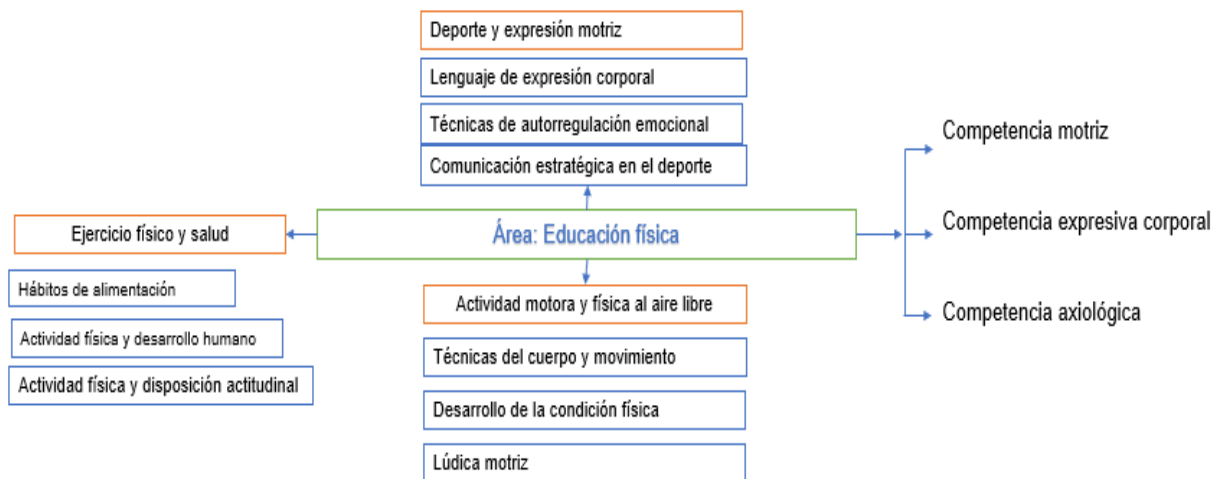 Deporte y expresión motriz
Lenguaje de expresión corporal
Técnicas de autorregulación emocional
Comunicación estratégica en el deporte
Área: Educación física
Ejercicio físico y salud
Hábitos de alimentación
Actividad física y desarrollo humano
Actividad física y disposición actitudinal
Actividad motora y física al aire libre
Técnicas del cuerpo y movimiento
Desarrollo de la condición física
Lúdica motriz
Competencia motriz
Competencia expresiva corporal
Competencia axiológica